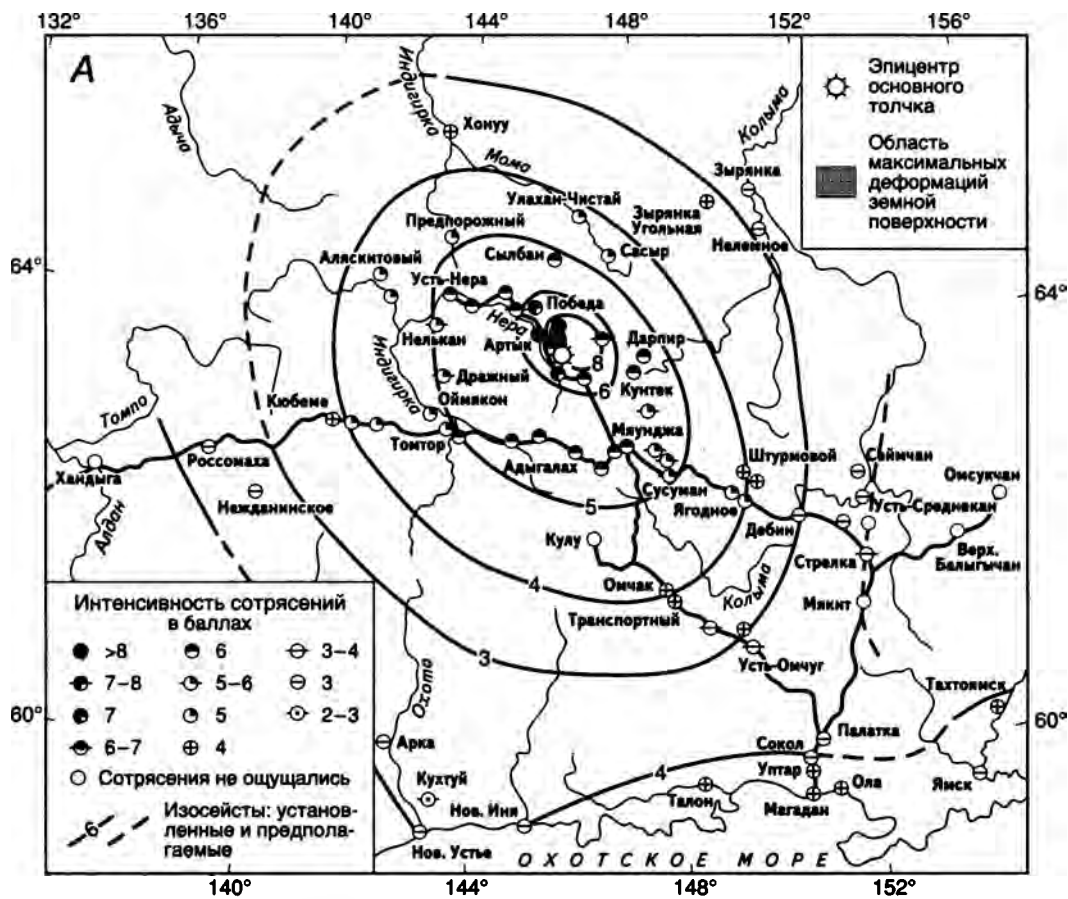 132°
136°
140°
144°
148°
152°
156°
А
Адыча
Индигирка
Хонуу
Мома
Колыма
Зырянка
Эпицентр
основного
толчка
Область
максимальных
деформаций
земной
поверхности
Улахан-Чистай
Зырянка
Угольная
Нелемное
Предпорожный
Сылбан
Сасыр
64°
64°
Аляскитовый
Усть-Нера
Победа
Нера
Нелькан
Артык
8
6
Дарпир
Кунтек
Индигирка
Дражный
Оймякон
Томпо
Кюбеме
Томтор
Мяунджа
Адыгалах
Штурмовой
Сеймчан
Омсукчан
Хандыга
Россомаха
Нежданинское
Алдан
5
Сусуман
Ягодное
Дебин
Усть-Среднекан
Кулу
Стрелка
Верх.
Балыгычан
Омчак
4
Колыма
Мякит
Транспортный
3
Усть-Омчуг
Интенсивность сотрясений
в баллах
>8
6
3–4
7–8
5–6
3
7
5
2–3
6–7
4
Сотрясения не ощущались
6
Изосейсты: установ-
ленные и предпола-
гаемые
60°
60°
Охота
Тахтоямск
Арка
Палатка
Сокол
4
Уптар
Кухтуй
Талон
Магадан
Ола
Ямск
Нов. Иня
Нов. Устье
ОХОТСКОЕ МОРЕ
140°
144°
148°
152°